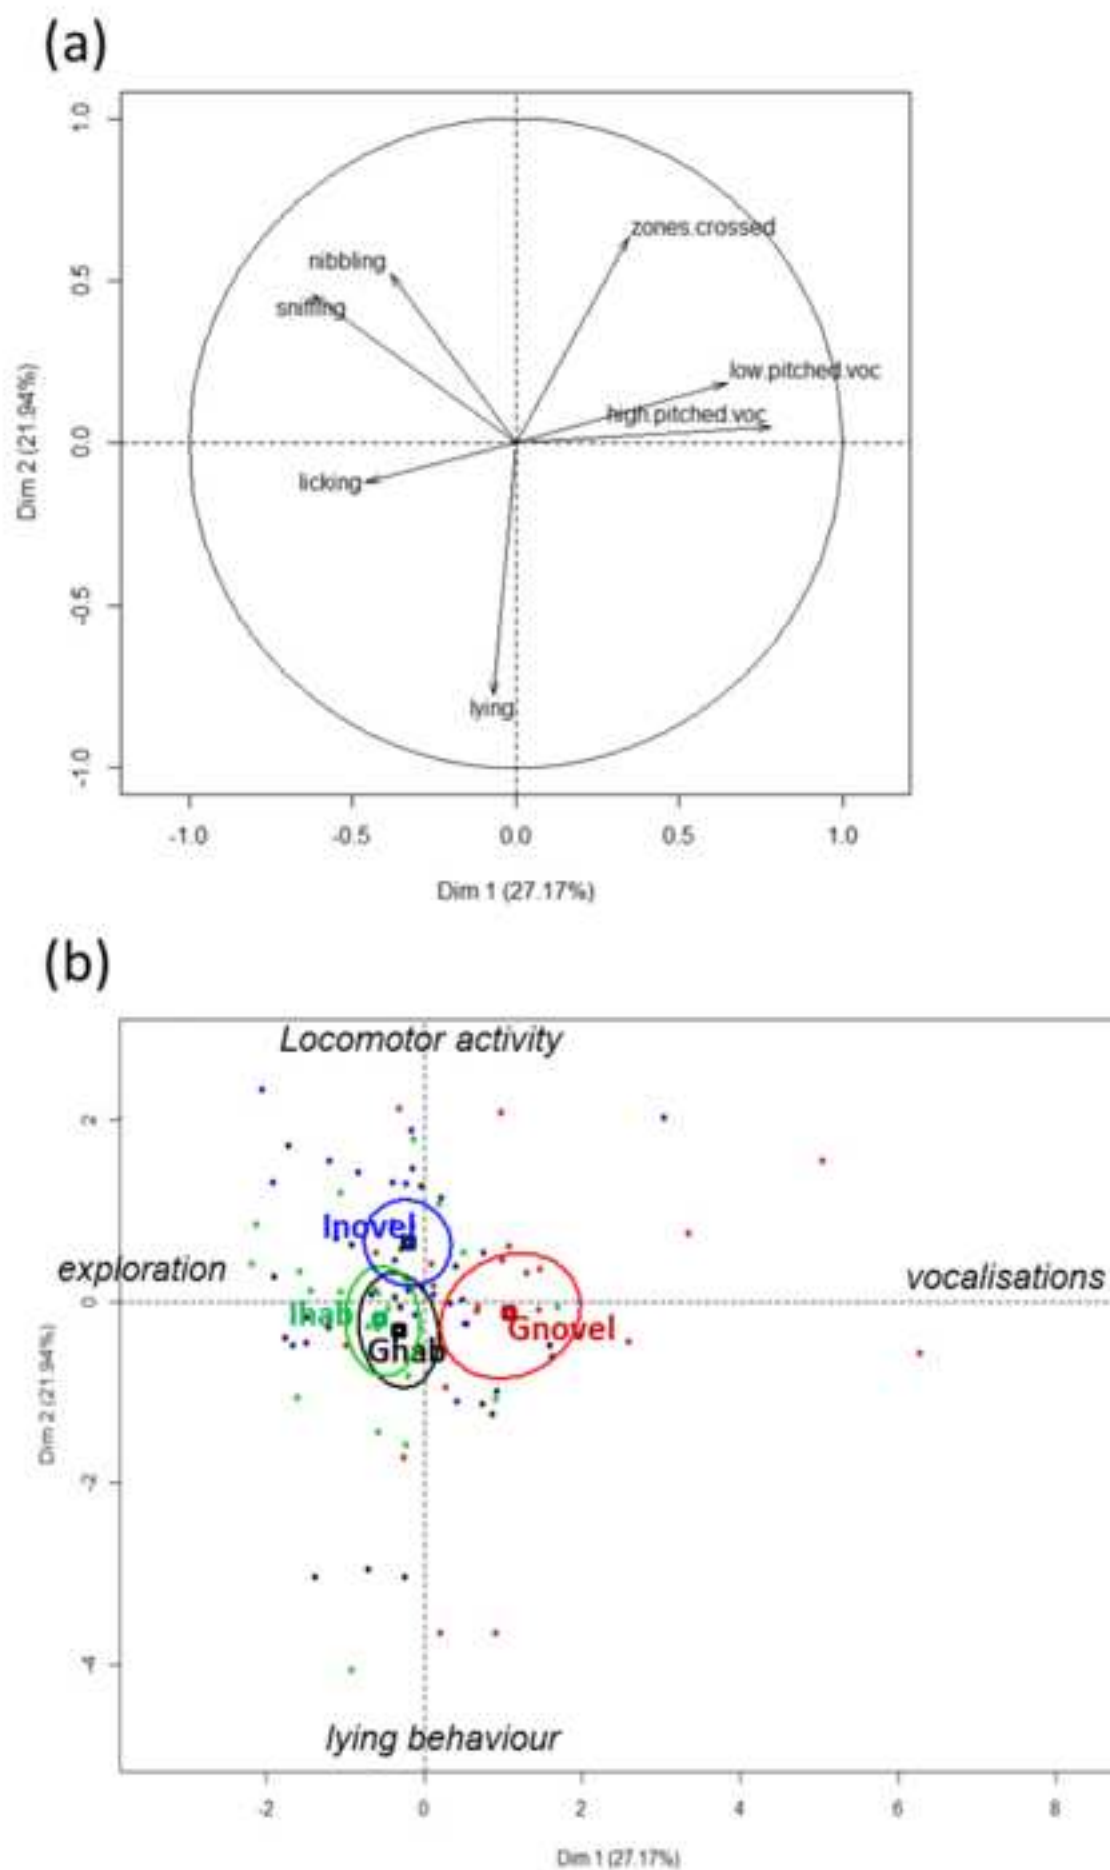 (a)
1.0
0.5
0.0
-0.5
-1.0
Dim 2 (21.94%)
zones.crossed
nibbling
sniffing
low.pitched.voc
high.pitched.voc
licking
lying
-1.0 -0.5 0.0 0.5 1.0
Dim 1 (27.17%)
(b)
Locomotor activity
2
0
-2
-4
Dim 2 (21.94%)
Inovel
exploration
vocalisations
Ihab
Gnovel
Ghab
lying behaviour
-2 0 2 4 6 8
Dim 1 (27.17%)